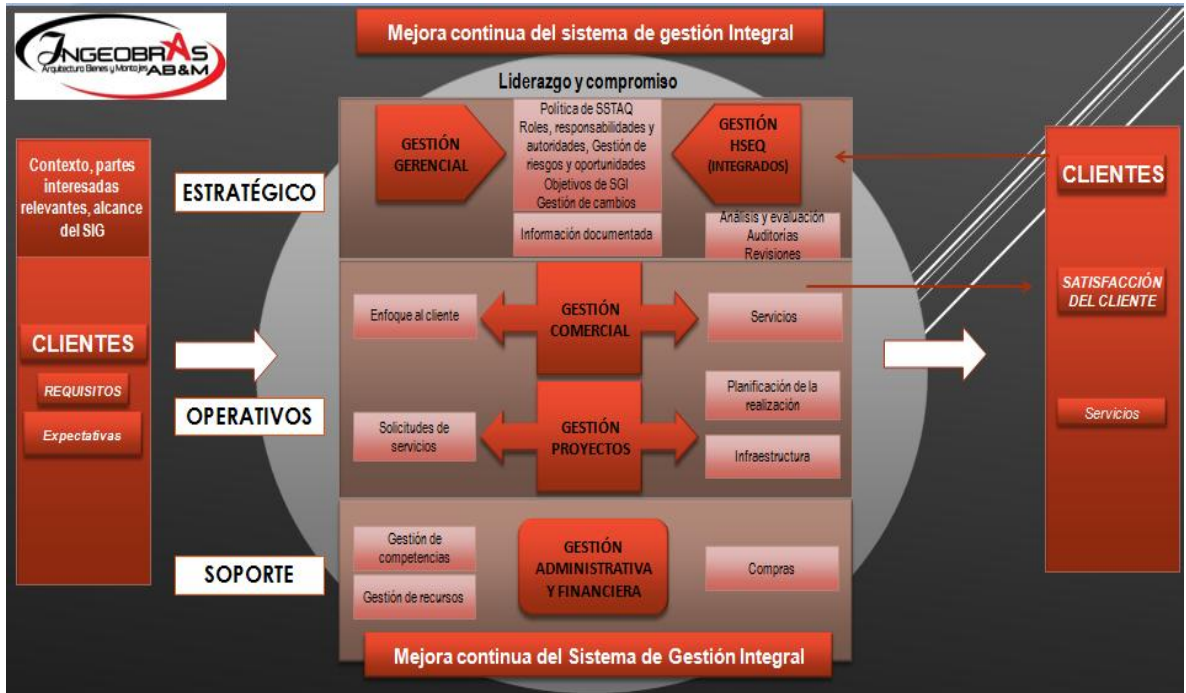 Mejora continua del sistema de gestión Integral
INGEOBRAS
Arquitectura Bienes y Montajes AB&M
Liderazgo y compromiso
Contexto, partes
interesadas
relevantes, alcance
del SIG
CLIENTES
REQUISITOS
Expectativas
ESTRATÉGICO
GESTIÓN
GERENCIAL
Política de SSTAQ
Roles, responsabilidades y
autoridades, Gestión de
riesgos y oportunidades
Objetivos de SGI
Gestión de cambios
Información documentada
GESTIÓN
HSEQ
(INTEGRADOS)
Análisis y evaluación
Auditorías
Revisiones
OPERATIVOS
Enfoque al cliente
GESTIÓN
COMERCIAL
Servicios
Solicitudes de
servicios
GESTIÓN
PROYECTOS
Planificación de la
realización
Infraestructura
SOPORTE
Gestión de
competencias
Gestión de recursos
GESTIÓN
ADMINISTRATIVA
Y FINANCIERA
Compras
CLIENTES
SATISFACCIÓN
DEL CLIENTE
Servicios
Mejora continua del Sistema de Gestión Integral